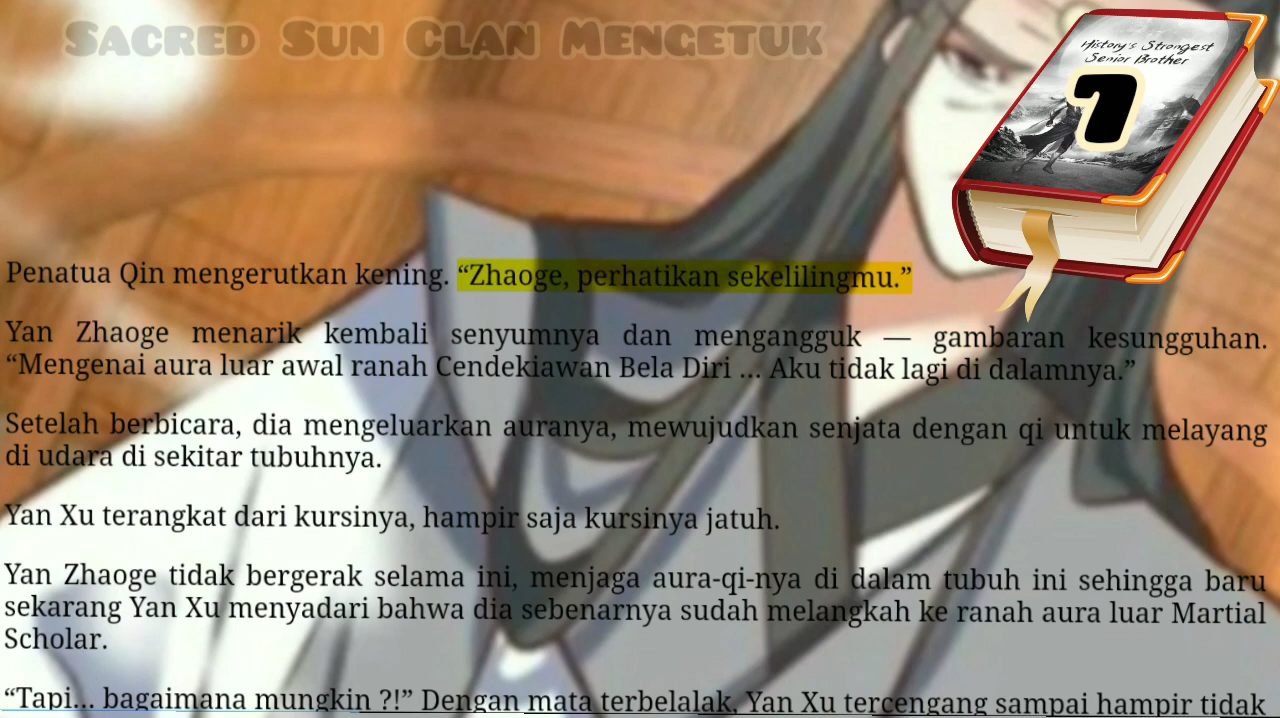 Sacred Sun Clan Mengetuk
History's Strongest
Senior Brother
7
Penatua Qin mengerutkan kening. “Zhaoge, perhatikan sekelilingmu.”
Yan Zhaoge menarik kembali senyumnya dan mengangguk — gambaran kesungguhan.
“Mengenai aura luar awal ranah Cendekiawan Bela Diri ... Aku tidak lagi di dalamnya.”
Setelah berbicara, dia mengeluarkan auranya, mewujudkan senjata dengan qi untuk melayang
di udara di sekitar tubuhnya.
Yan Xu terangkat dari kursinya, hampir saja kursinya jatuh.
Yan Zhaoge tidak bergerak selama ini, menjaga aura-qi-nya di dalam tubuh ini sehingga baru
sekarang Yan Xu menyadari bahwa dia sebenarnya sudah melangkah ke ranah aura luar Martial
Scholar.
“Tapi... bagaimana mungkin ?!” Dengan mata terbelalak, Yan Xu tercengang sampai hampir tidak